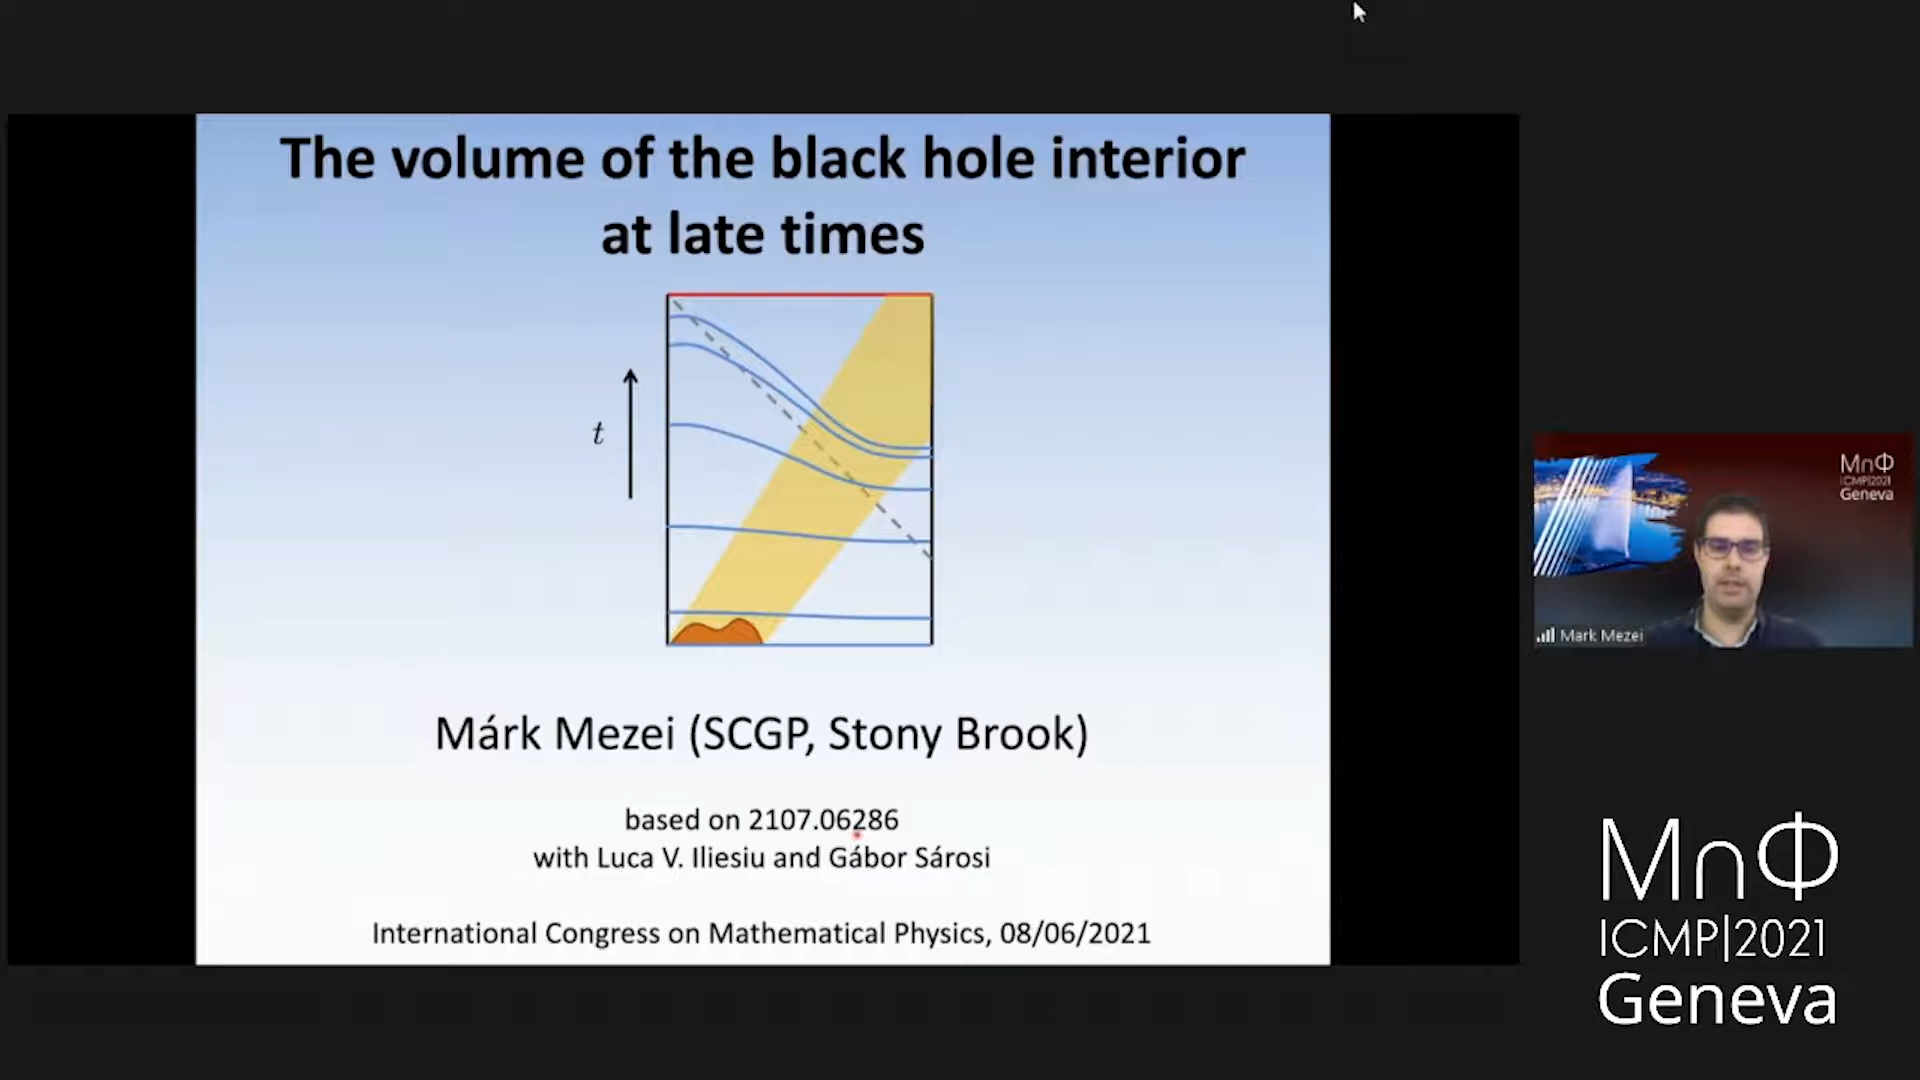 The volume of the black hole interior
at late times
t
Márk Mezei (SCGP, Stony Brook)
based on 2107.06286
with Luca V. Iliesiu and Gábor Sárosi
International Congress on Mathematical Physics, 08/06/2021
MnΦ
ICMP|2021
Geneva
Mark Mezei
MnΦ
ICMP|2021
Geneva